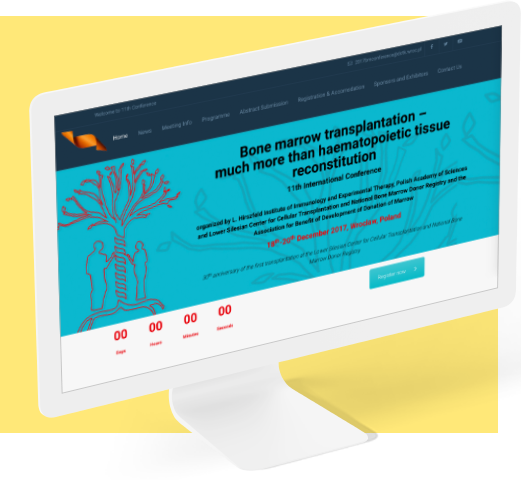 Welcome to 11th Conference
Home News Meeting Info Programme Abstract Submission Registration & Accomodation Sponsors and Exhibitors Contact Us
Bone marrow transplantation –
much more than haematopoietic tissue
reconstitution
11th International Conference
organized by L. Hirszfeld Institute of Immunology and Experimental Therapy, Polish Academy of Sciences
and Lower Silesian Center for Cellular Transplantation and National Bone Marrow Donor Registry and the
Association for Benefit of Development of Donation of Marrow
18th-20th December 2017, Wrocław, Poland
30th anniversary of the first transplantation at the Lower Silesian Center for Cellular Transplantation and National Bone
Marrow Donor Registry
Register now
00 00 00 00
Days Hours Minutes Seconds